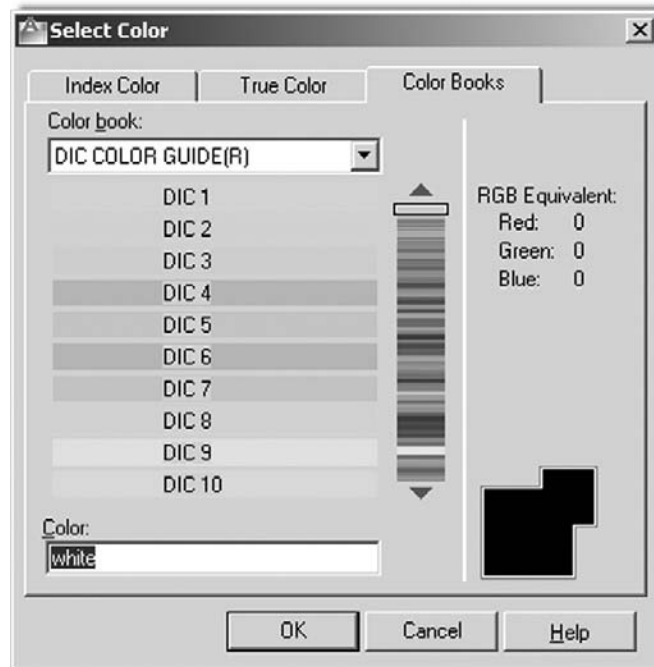 Select Color
Index Color True Color Color Books
Color book:
DIC COLOR GUIDE(R)
DIC 1
DIC 2
DIC 3
DIC 4
DIC 5
DIC 6
DIC 7
DIC 8
DIC 9
DIC 10
RGB Equivalent:
Red: 0
Green: 0
Blue: 0
Color:
white
OK Cancel Help